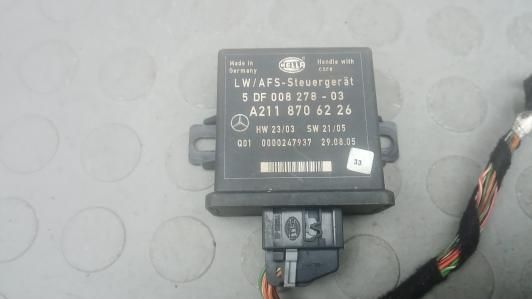 Made in
Germany
HELLA
Handle with
care
LW/AFS-Steuergerät
5 DF 008 278 - 03
A211 870 62 26
HW 23/03 SW 21/05
Q01 0000247937 29.08.05
33